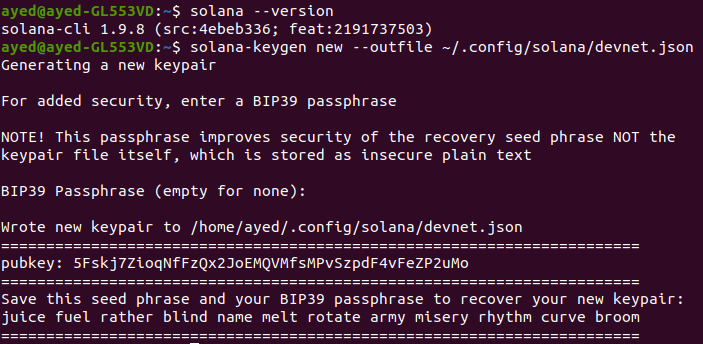 ayed@ayed-GL553VD:~$ solana --version
solana-cli 1.9.8 (src:4ebeb336; feat:2191737503)
ayed@ayed-GL553VD:~$ solana-keygen new --outfile ~/.config/solana/devnet.json
Generating a new keypair
For added security, enter a BIP39 passphrase
NOTE! This passphrase improves security of the recovery seed phrase NOT the
keypair file itself, which is stored as insecure plain text
BIP39 Passphrase (empty for none):
Wrote new keypair to /home/ayed/.config/solana/devnet.json
=======================================================================
pubkey: 5Fskj7ZioqNfFzQx2JoEMQVMfsMPvSzpdF4vFeZP2uMo
=======================================================================
Save this seed phrase and your BIP39 passphrase to recover your new keypair:
juice fuel rather blind name melt rotate army misery rhythm curve broom
=======================================================================